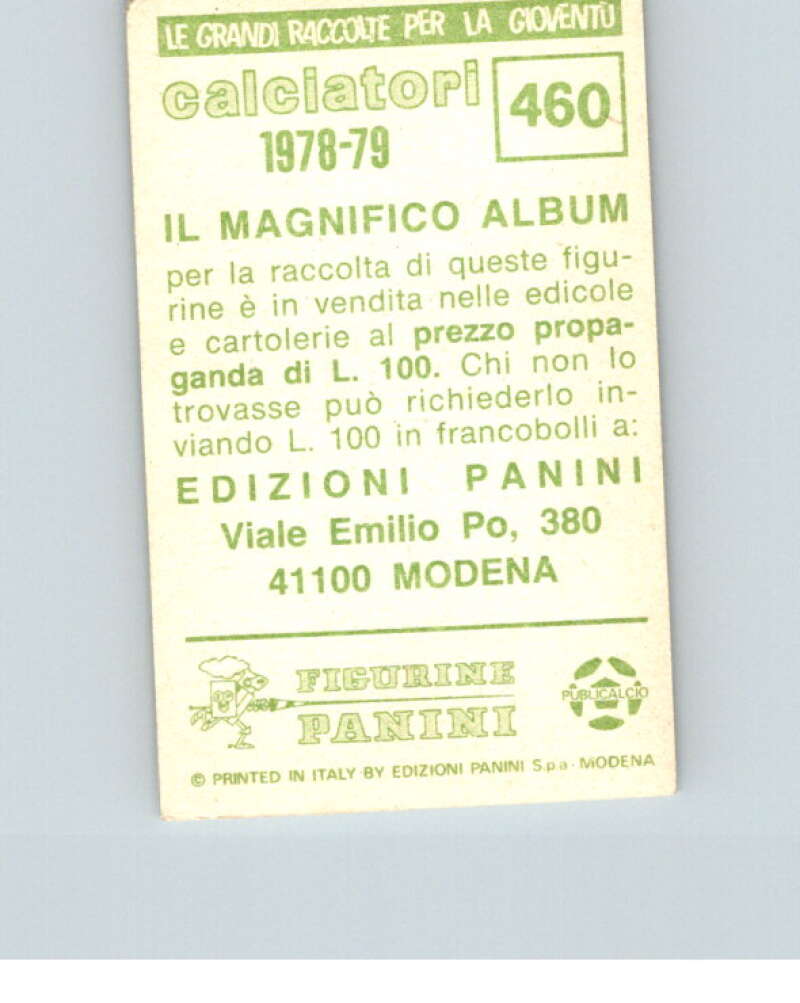 LE GRANDI RACCOLTE PER LA GIOVENTÙ
calciatori
460
1978-79
IL MAGNIFICO ALBUM
per la raccolta di queste figu-
rine è in vendita nelle edicole
e cartolerie al prezzo propa-
ganda di L. 100. Chi non lo
trovasse può richiederlo in-
viando L. 100 in francobolli a:
EDIZIONI PANINI
Viale Emilio Po, 380
41100 MODENA
FIGURINE
PANINI
PUBLICALCIO
© PRINTED IN ITALY BY EDIZIONI PANINI S.p.a - MODENA